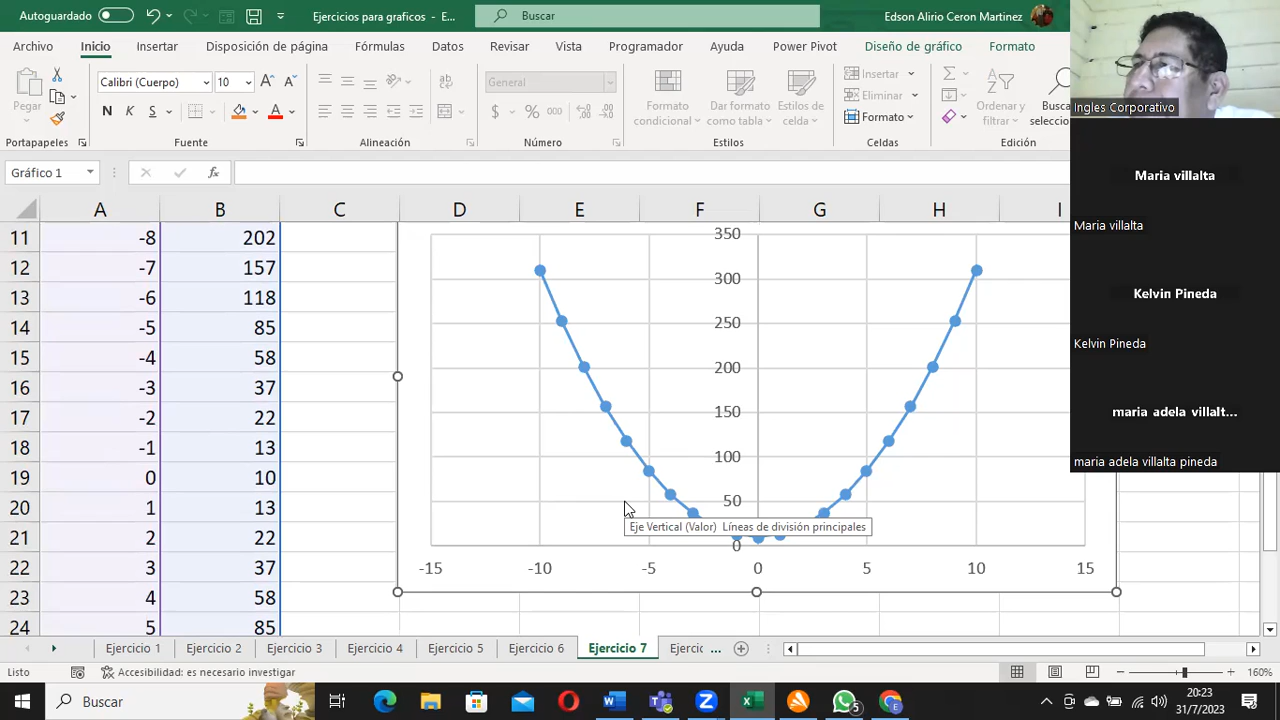 Autoguardado
Ejercicios para graficos - E...
Buscar
Edson Alirio Ceron Martinez
Archivo Inicio Insertar Disposición de página Fórmulas Datos Revisar Vista Programador Ayuda Power Pivot Diseño de gráfico Formato
Pegar
Calibri (Cuerpo) 10 A A
N K S A
ab
General
$ % 000
Formato condicional
Dar formato como tabla
Estilos de celda
Insertar
Eliminar
Formato
Ordenar y filtrar
Buscar
seleccio
Portapapeles Fuente Alineación Número Estilos Celdas Edición
Gráfico 1 fx
A B C D E F G H I
11 -8 202
12 -7 157
13 -6 118
14 -5 85
15 -4 58
16 -3 37
17 -2 22
18 -1 13
19 0 10
20 1 13
21 2 22
22 3 37
23 4 58
24 5 85
350
300
250
200
150
100
50
0
-15 -10 -5 0 5 10 15
Eje Vertical (Valor) Líneas de división principales
Ingles Corporativo
Maria villalta
Maria villalta
Kelvin Pineda
Kelvin Pineda
maria adela villalt...
maria adela villalta pineda
Ejercicio 1 Ejercicio 2 Ejercicio 3 Ejercicio 4 Ejercicio 5 Ejercicio 6 Ejercicio 7 Ejercic ...
Listo Accesibilidad: es necesario investigar 160%
Buscar
5
20:23
31/7/2023